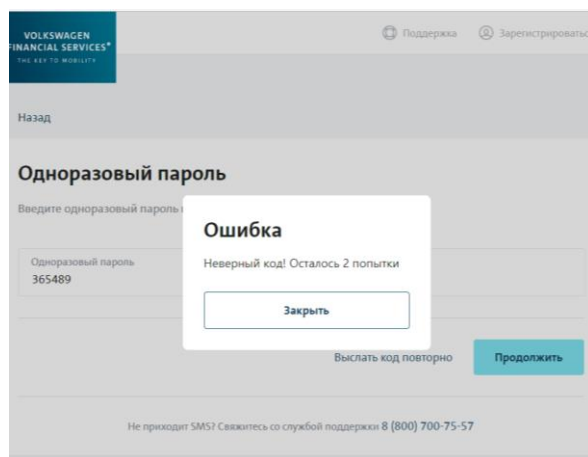 VOLKSWAGEN
FINANCIAL SERVICES*
THE KEY TO MOBILITY
Поддержка
Зарегистрироватьс
Назад
Одноразовый пароль
Введите одноразовый пароль
Ошибка
Неверный код! Осталось 2 попытки
Закрыть
Одноразовый пароль
365489
Выслать код повторно
Продолжить
Не приходит SMS? Свяжитесь со службой поддержки 8 (800) 700-75-57